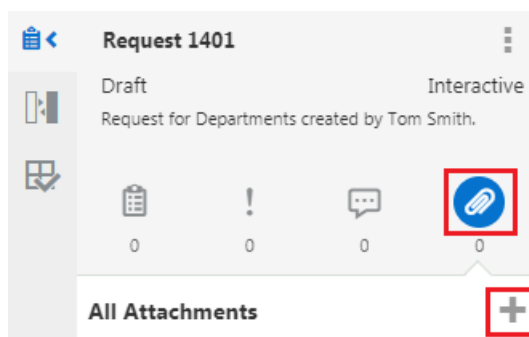 Request 1401
Draft Interactive
Request for Departments created by Tom Smith.
0 0 0 0
All Attachments